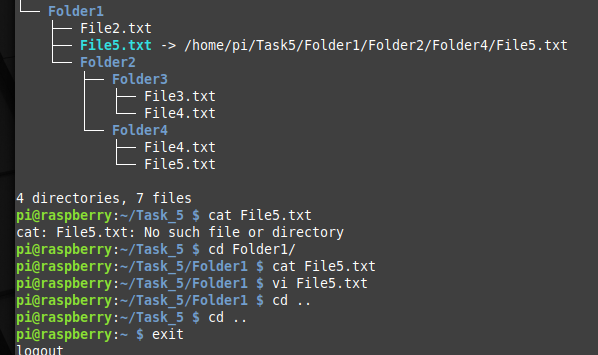 └── Folder1
    ├── File2.txt
    ├── File5.txt -> /home/pi/Task5/Folder1/Folder2/Folder4/File5.txt
    └── Folder2
        ├── Folder3
        │   ├── File3.txt
        │   └── File4.txt
        └── Folder4
            ├── File4.txt
            └── File5.txt

4 directories, 7 files
pi@raspberry:~/Task_5 $ cat File5.txt
cat: File5.txt: No such file or directory
pi@raspberry:~/Task_5 $ cd Folder1/
pi@raspberry:~/Task_5/Folder1 $ cat File5.txt
pi@raspberry:~/Task_5/Folder1 $ vi File5.txt
pi@raspberry:~/Task_5/Folder1 $ cd ..
pi@raspberry:~/Task_5 $ cd ..
pi@raspberry:~ $ exit
logout